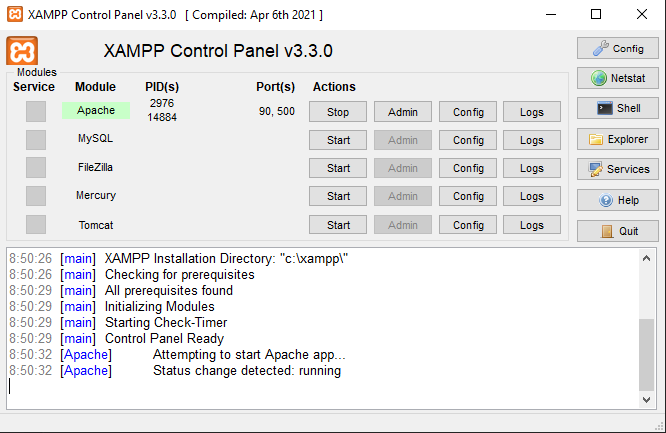 XAMPP Control Panel v3.3.0 [ Compiled: Apr 6th 2021 ]
XAMPP Control Panel v3.3.0
Config
Modules
Service Module PID(s) Port(s) Actions
Netstat
Apache 2976 14884 90, 500 Stop Admin Config Logs
Shell
MySQL Start Admin Config Logs
Explorer
FileZilla Start Admin Config Logs
Services
Mercury Start Admin Config Logs
Help
Tomcat Start Admin Config Logs
Quit
8:50:26 [main] XAMPP Installation Directory: "c:\xampp\"
8:50:26 [main] Checking for prerequisites
8:50:29 [main] All prerequisites found
8:50:29 [main] Initializing Modules
8:50:29 [main] Starting Check-Timer
8:50:29 [main] Control Panel Ready
8:50:32 [Apache] Attempting to start Apache app...
8:50:32 [Apache] Status change detected: running